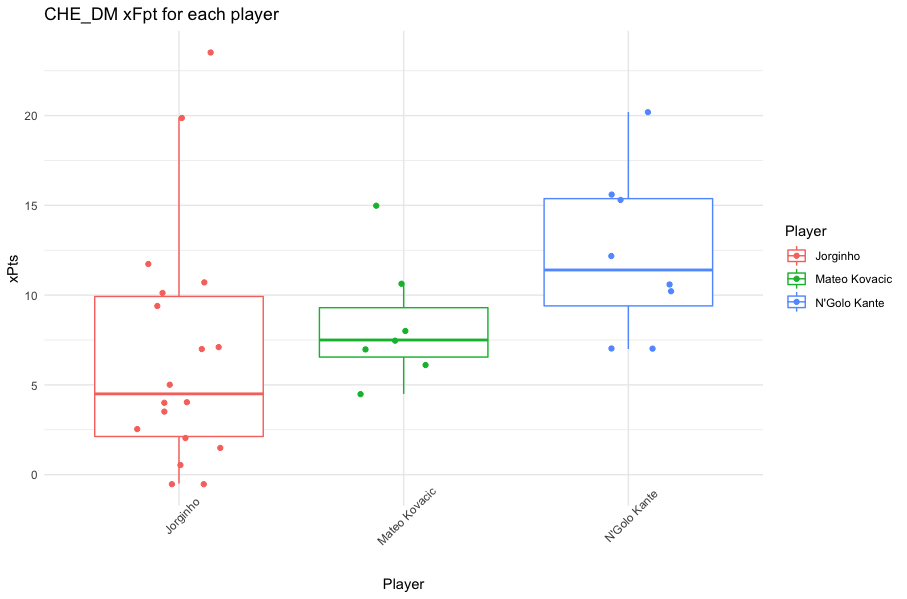 CHE_DM xFpt for each player
xPts
20
15
10
5
0
Jorginho
Mateo Kovacic
N'Golo Kante
Player
Player
Jorginho
Mateo Kovacic
N'Golo Kante